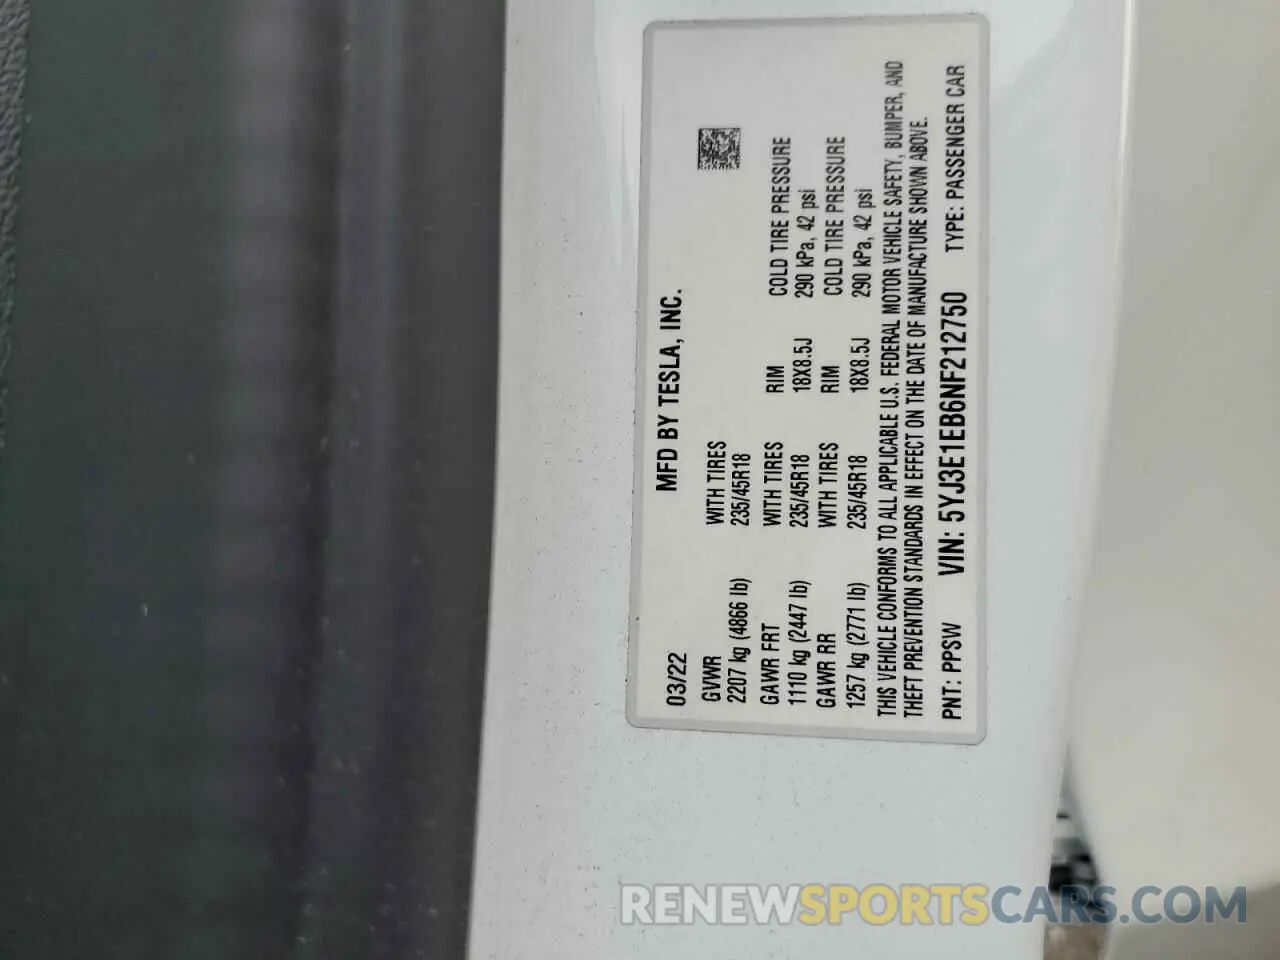 MFD BY TESLA, INC.
03/22
GVWR WITH TIRES
2207 kg (4866 lb) 235/45R18
GAWR FRT WITH TIRES RIM COLD TIRE PRESSURE
1110 kg (2447 lb) 235/45R18 18X8.5J 290 kPa, 42 psi
GAWR RR WITH TIRES RIM COLD TIRE PRESSURE
1257 kg (2771 lb) 235/45R18 18X8.5J 290 kPa, 42 psi
THIS VEHICLE CONFORMS TO ALL APPLICABLE U.S. FEDERAL MOTOR VEHICLE SAFETY, BUMPER, AND
THEFT PREVENTION STANDARDS IN EFFECT ON THE DATE OF MANUFACTURE SHOWN ABOVE.
PNT: PPSW VIN: 5YJ3E1EB6NF212750 TYPE: PASSENGER CAR
RENEWSPORTSCARS.COM